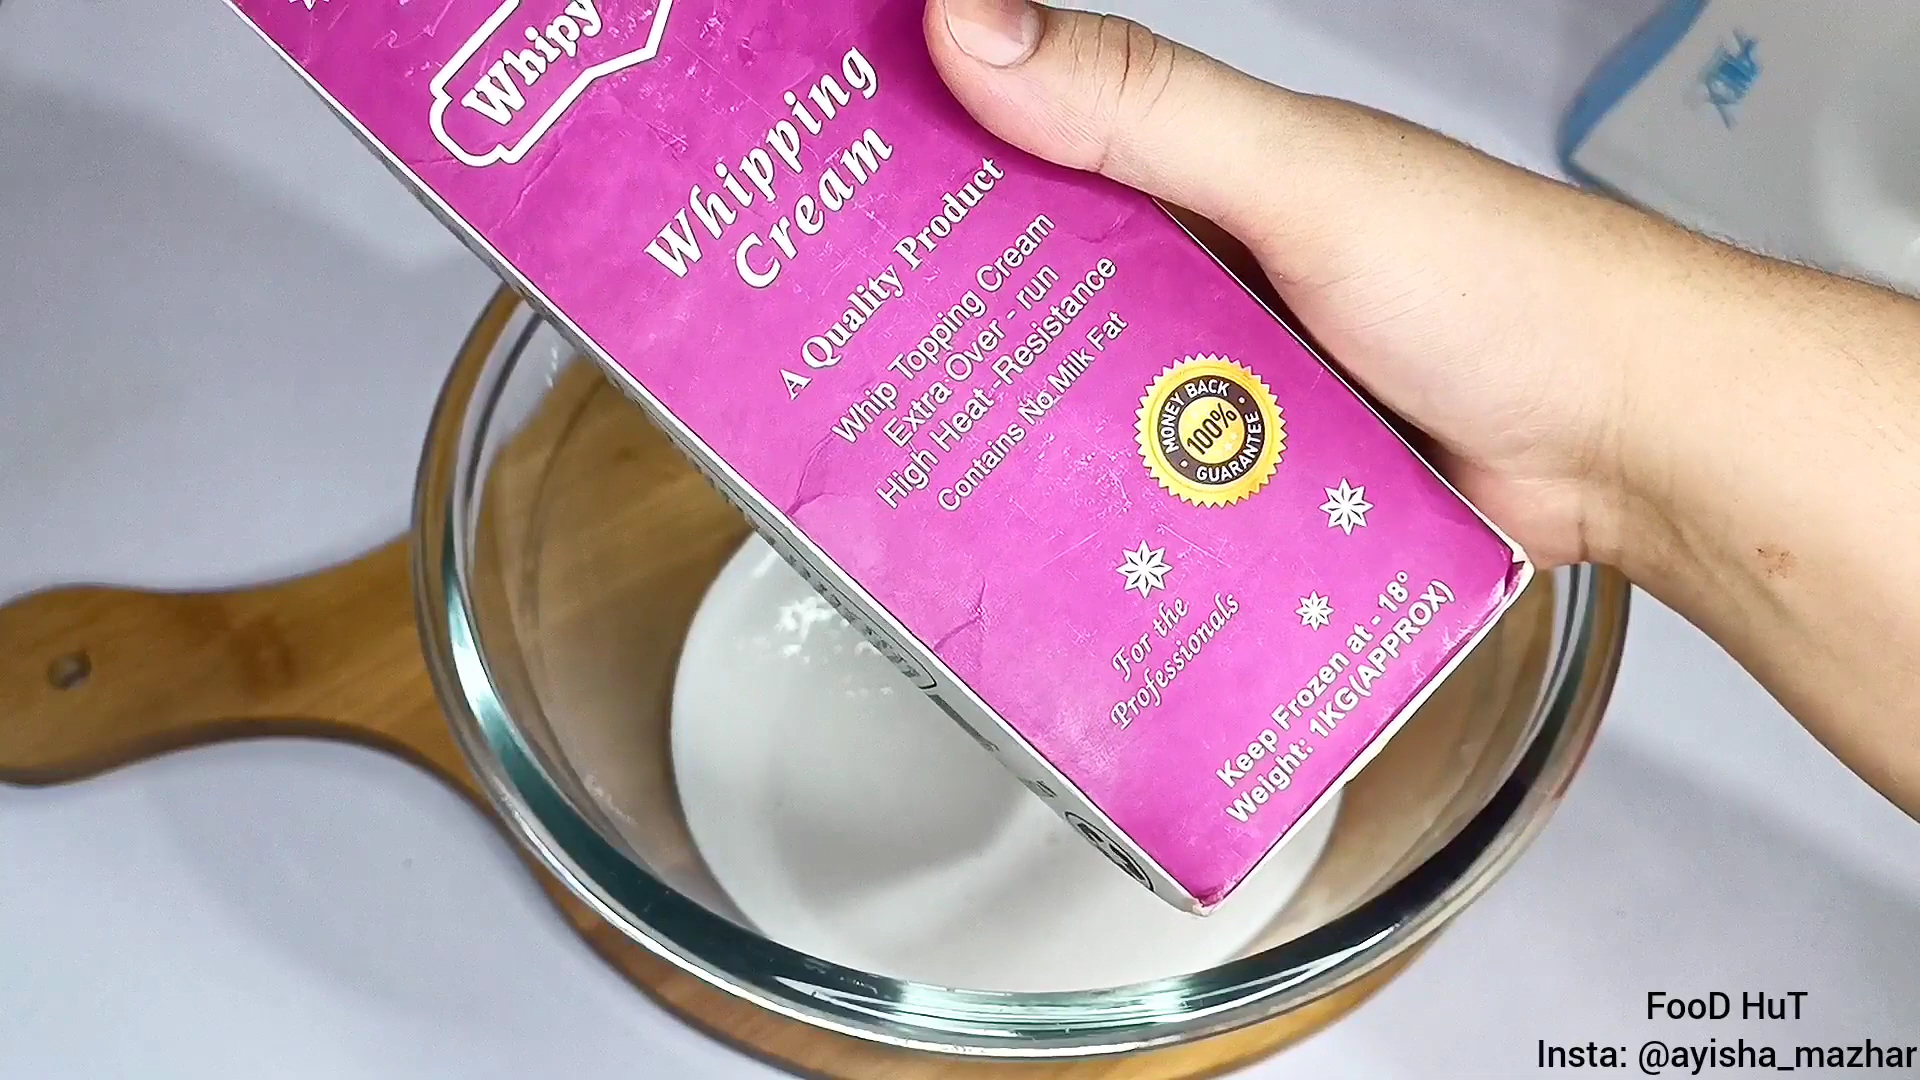 Whipy
Whipping
Cream
A Quality Product
Whip Topping Cream
Extra Over - run
High Heat -Resistance
Contains No Milk Fat
MONEY BACK
100%
GUARANTEE
For the
Professionals
Keep Frozen at - 18°
Weight: 1KG(APPROX)
FooD HuT
Insta: @ayisha_mazhar